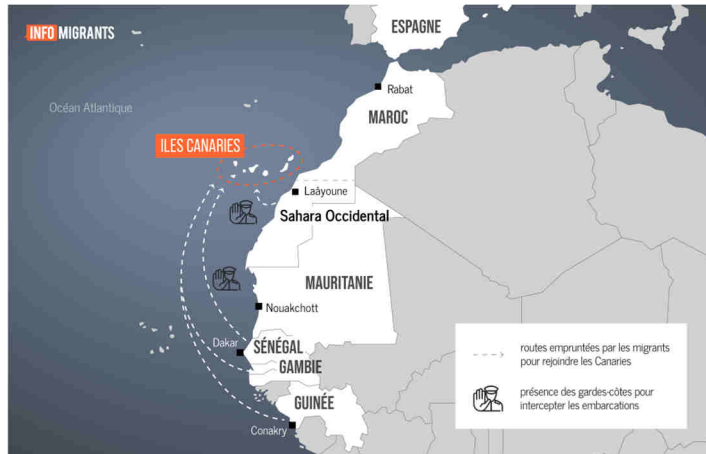 INFO MIGRANTS
ESPAGNE
Rabat
Océan Atlantique
MAROC
ILES CANARIES
Laâyoune
Sahara Occidental
MAURITANIE
Nouakchott
Dakar
SÉNÉGAL
GAMBIE
GUINÉE
Conakry
routes empruntées par les migrants
pour rejoindre les Canaries
présence des gardes-côtes pour
intercepter les embarcations